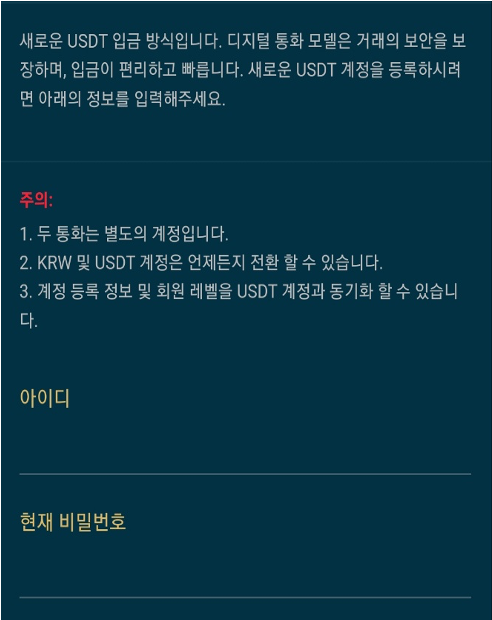 새로운 USDT 입금 방식입니다. 디지털 통화 모델은 거래의 보안을 보
장하며, 입금이 편리하고 빠릅니다. 새로운 USDT 계정을 등록하시려
면 아래의 정보를 입력해주세요.
주의:
1. 두 통화는 별도의 계정입니다.
2. KRW 및 USDT 계정은 언제든지 전환 할 수 있습니다.
3. 계정 등록 정보 및 회원 레벨을 USDT 계정과 동기화 할 수 있습니
다.
아이디
현재 비밀번호